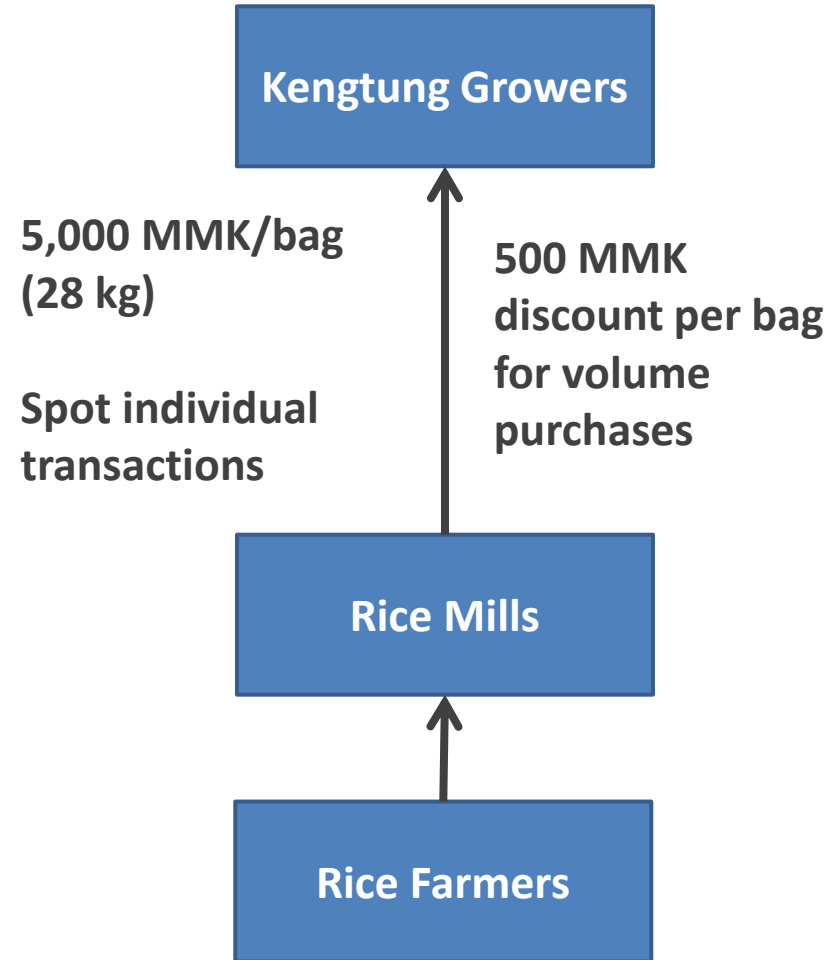 Kengtung Growers
5,000 MMK/bag
(28 kg)
Spot individual
transactions
500 MMK
discount per bag
for volume
purchases
Rice Mills
Rice Farmers